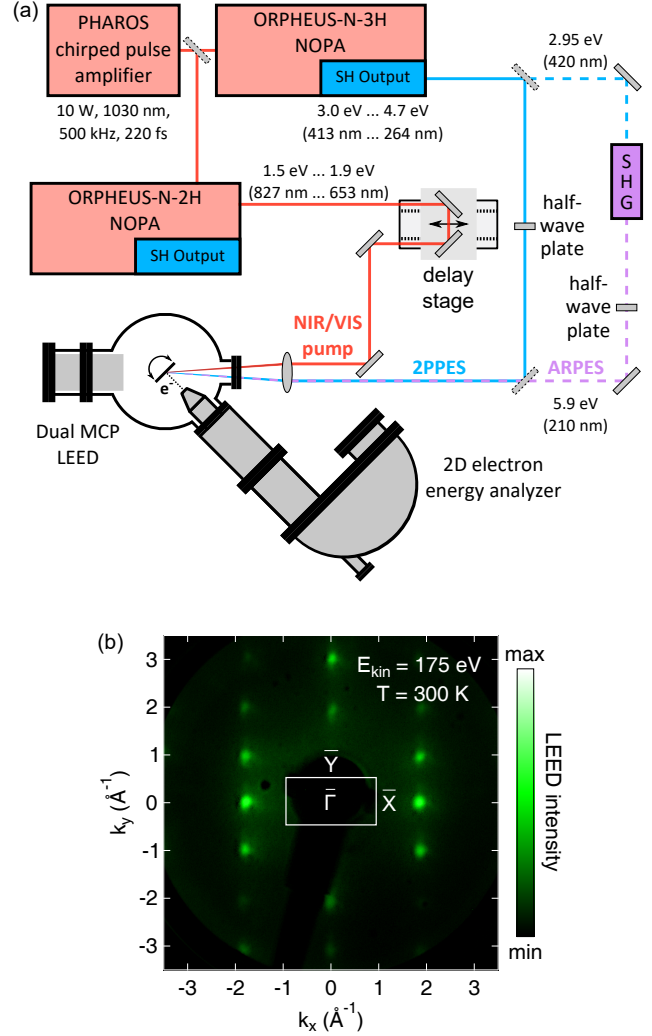 (a)
PHAROS
chirped pulse
amplifier
10 W, 1030 nm,
500 kHz, 220 fs
ORPHEUS-N-3H
NOPA
SH Output
3.0 eV ... 4.7 eV
(413 nm ... 264 nm)
2.95 eV
(420 nm)
SHG
ORPHEUS-N-2H
NOPA
SH Output
1.5 eV ... 1.9 eV
(827 nm ... 653 nm)
delay
stage
half-
wave
plate
half-
wave
plate
NIR/VIS
pump
2PPES
ARPES
5.9 eV
(210 nm)
e-
Dual MCP
LEED
2D electron
energy analyzer
(b)
E_kin = 175 eV
T = 300 K
Y̅
Γ̅
X̅
3
2
1
0
-1
-2
-3
k_y (Å⁻¹)
-3 -2 -1 0 1 2 3
k_x (Å⁻¹)
max
LEED intensity
min